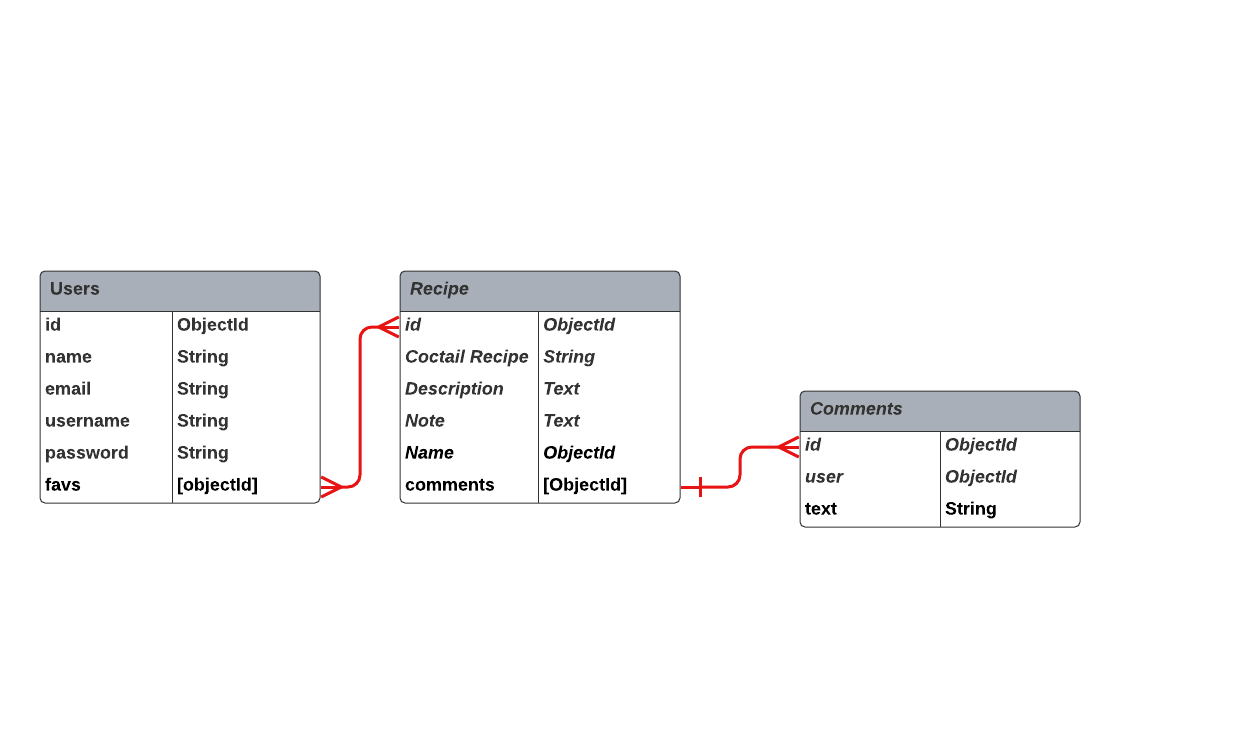 Users
id ObjectId
name String
email String
username String
password String
favs [objectId]
Recipe
id ObjectId
Coctail Recipe String
Description Text
Note Text
Name ObjectId
comments [ObjectId]
Comments
id ObjectId
user ObjectId
text String